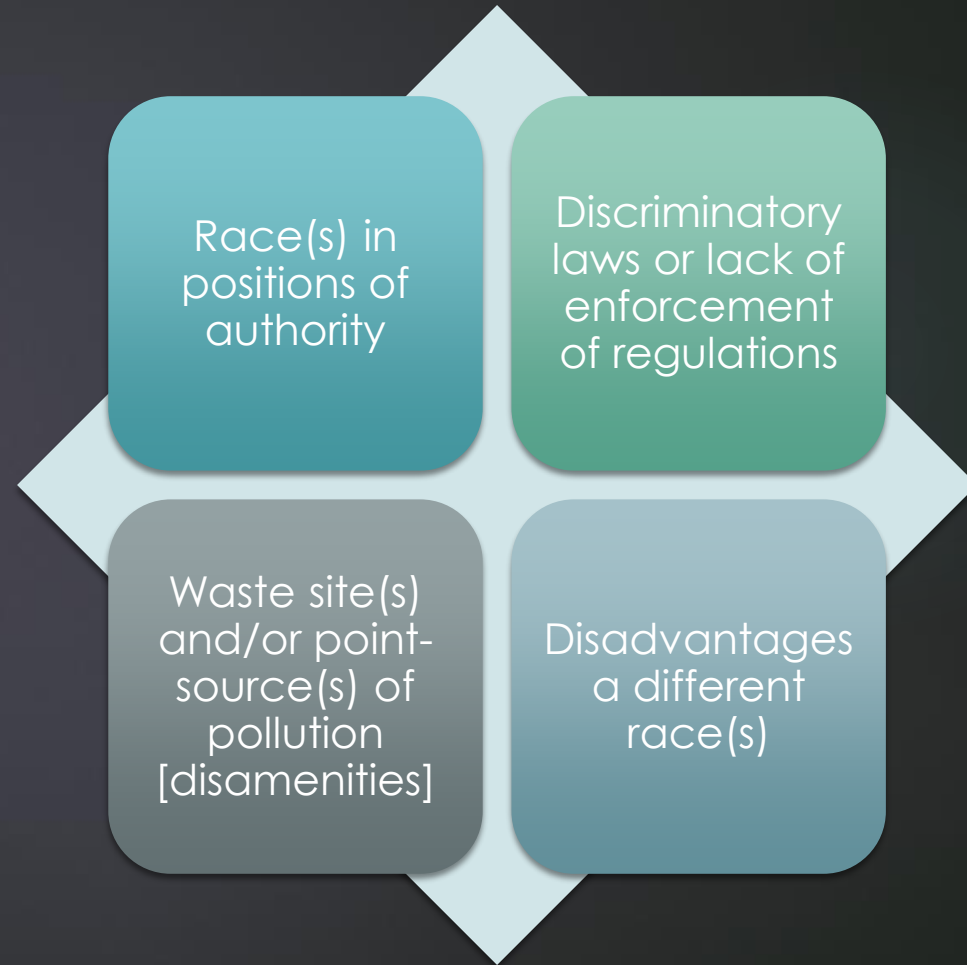 Race(s) in
positions of
authority
Discriminatory
laws or lack of
enforcement
of regulations
Waste site(s)
and/or point-
source(s) of
pollution
[disamenities]
Disadvantages
a different
race(s)